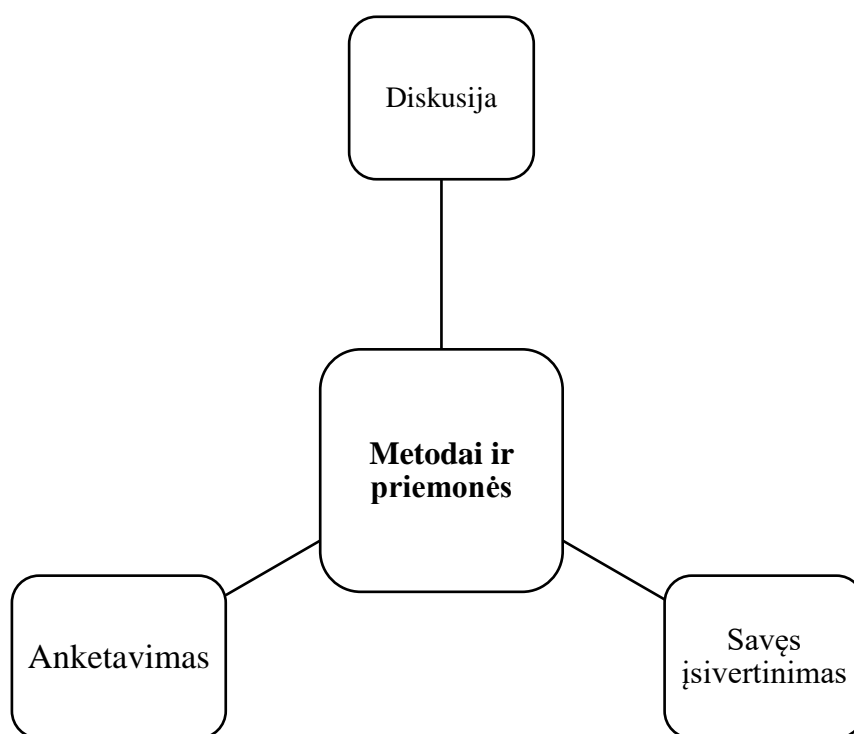 Diskusija
Metodai ir
priemonės
Anketavimas
Savęs
įsivertinimas